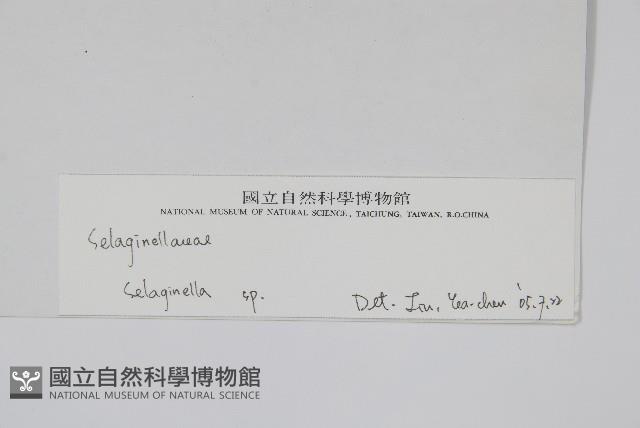 國立自然科學博物館
NATIONAL MUSEUM OF NATURAL SCIENCE, TAICHUNG, TAIWAN, R.O.CHINA
Selaginellaceae
Selaginella sp.
Det. Yea-chen '05.7.22
國立自然科學博物館
NATIONAL MUSEUM OF NATURAL SCIENCE